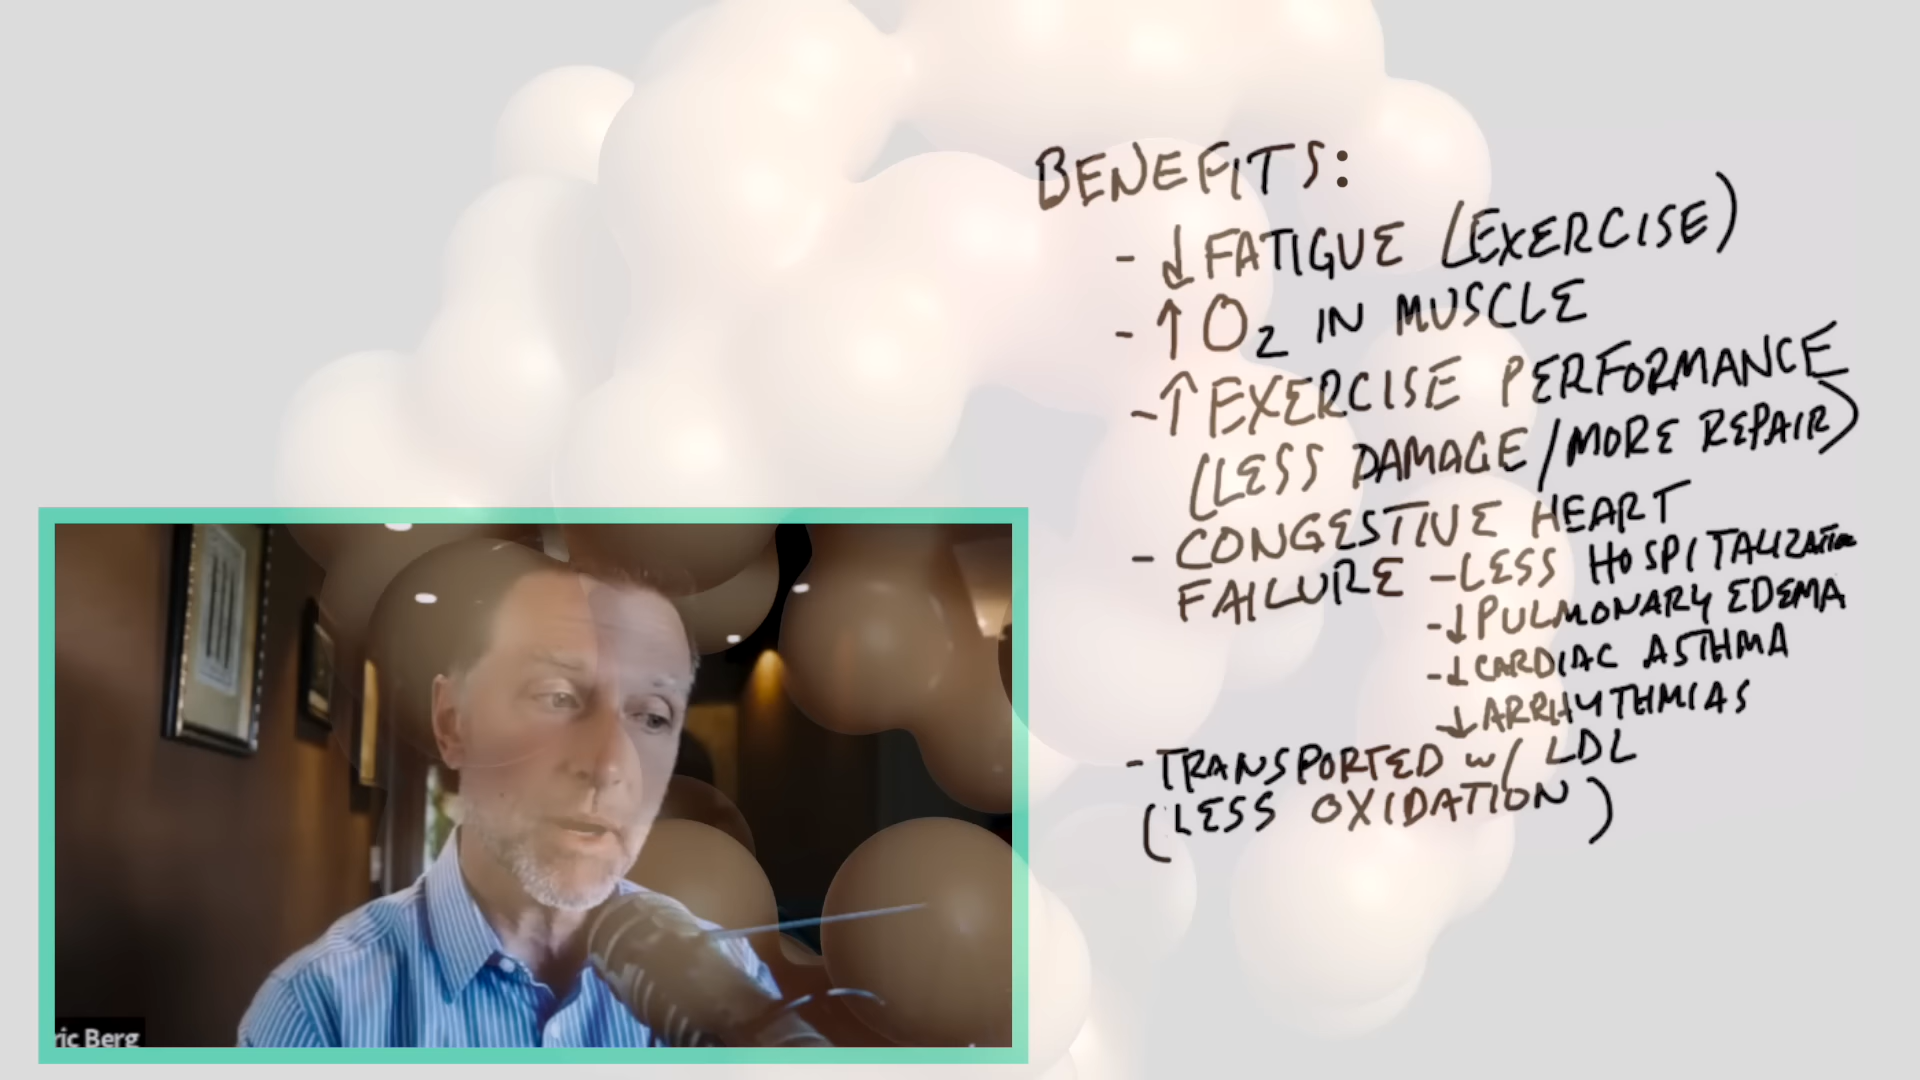 BENEFITS:
- ↓ FATIGUE (EXERCISE)
- ↑ O₂ IN MUSCLE
- ↑ EXERCISE PERFORMANCE
(LESS DAMAGE / MORE REPAIR)
- CONGESTIVE HEART
FAILURE - LESS HOSPITALIZATION
- ↓ PULMONARY EDEMA
- ↓ CARDIAC ASTHMA
↓ ARRHYTHMIAS
- TRANSPORTED w/ LDL
(LESS OXIDATION)
ric Berg